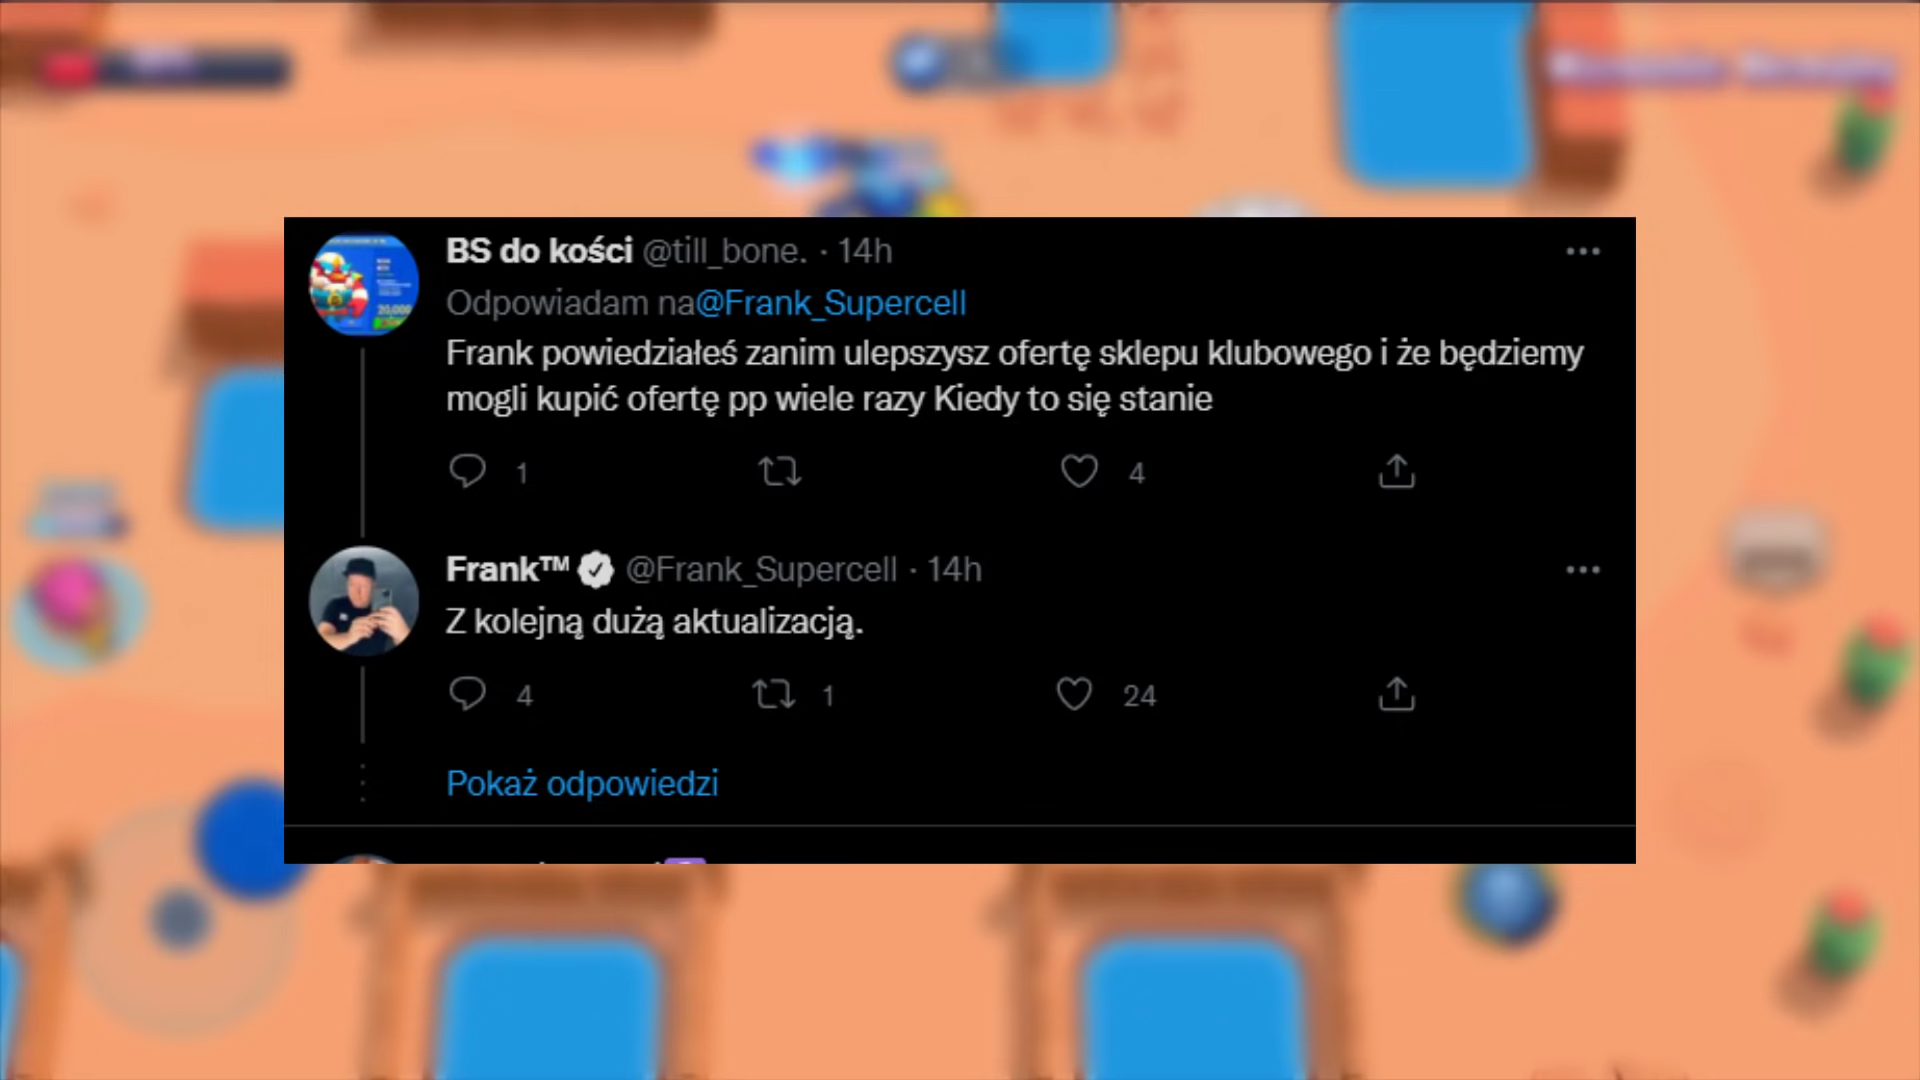 BS do kości @till_bone. · 14h
Odpowiadam na@Frank_Supercell
Frank powiedziałeś zanim ulepszysz ofertę sklepu klubowego i że będziemy
mogli kupić ofertę pp wiele razy Kiedy to się stanie
1 4
Frank™ @Frank_Supercell · 14h
Z kolejną dużą aktualizacją.
4 1 24
Pokaż odpowiedzi
20,000